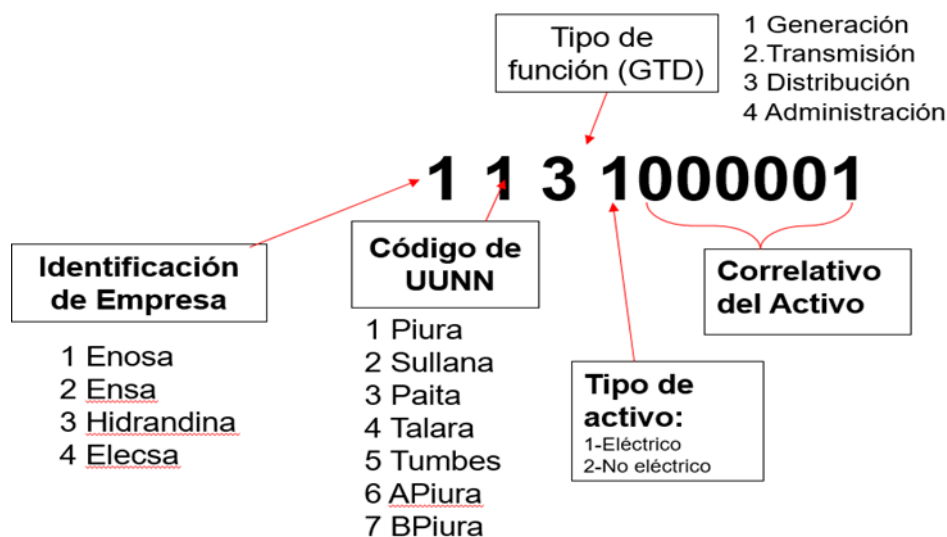 Tipo de
función (GTD)
1 Generación
2.Transmisión
3 Distribución
4 Administración
1 1 3 1000001
Identificación
de Empresa
1 Enosa
2 Ensa
3 Hidrandina
4 Elecsa
Código de
UUNN
1 Piura
2 Sullana
3 Paita
4 Talara
5 Tumbes
6 APiura
7 BPiura
Tipo de
activo:
1-Eléctrico
2-No eléctrico
Correlativo
del Activo